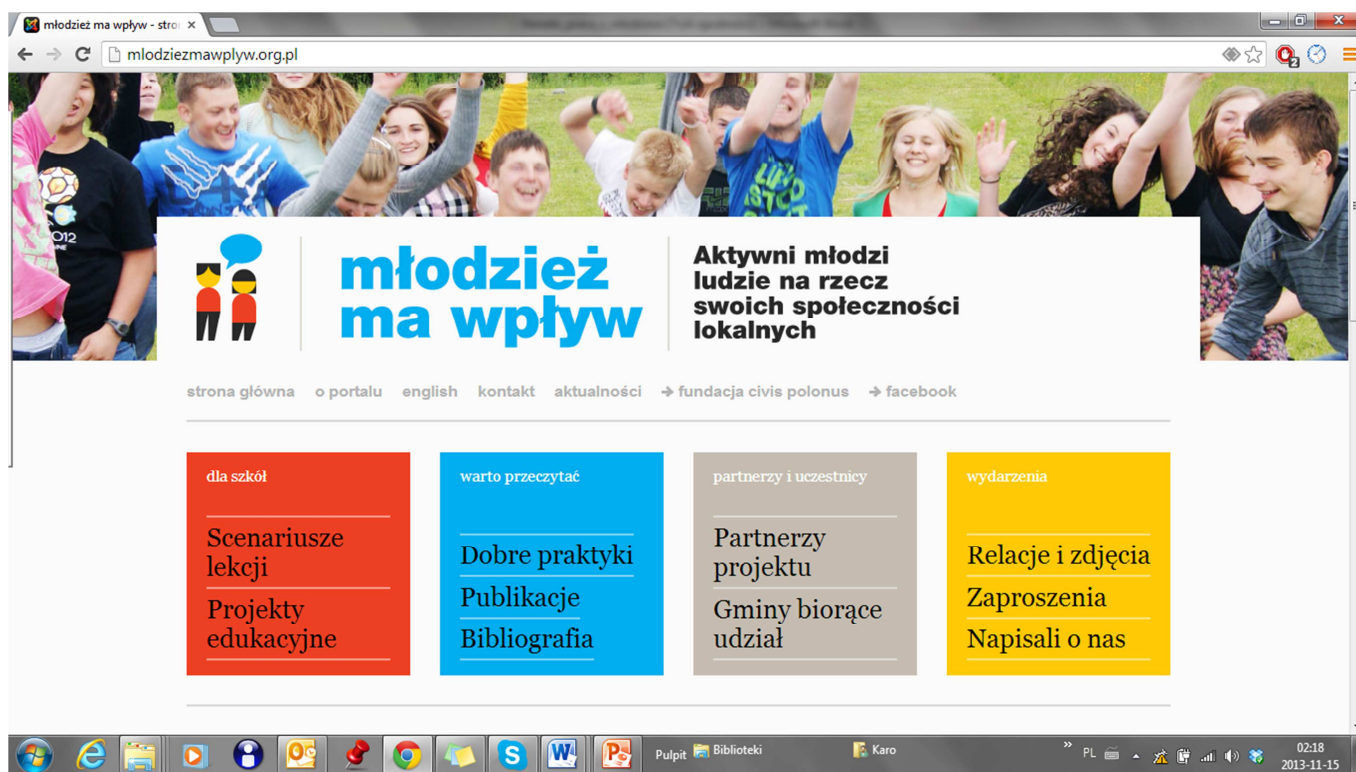 młodzież ma wpływ - stro
mlodziezmawplyw.org.pl
2
2012
młodzież
ma wpływ
Aktywni młodzi
ludzie na rzecz
swoich społeczności
lokalnych
strona główna o portalu english kontakt aktualności → fundacja civis polonus → facebook
dla szkół
Scenariusze
lekcji
Projekty
edukacyjne
warto przeczytać
Dobre praktyki
Publikacje
Bibliografia
partnerzy i uczestnicy
Partnerzy
projektu
Gminy biorące
udział
wydarzenia
Relacje i zdjęcia
Zaproszenia
Napisali o nas
Pulpit Biblioteki Karo » PL 02:18
2013-11-15